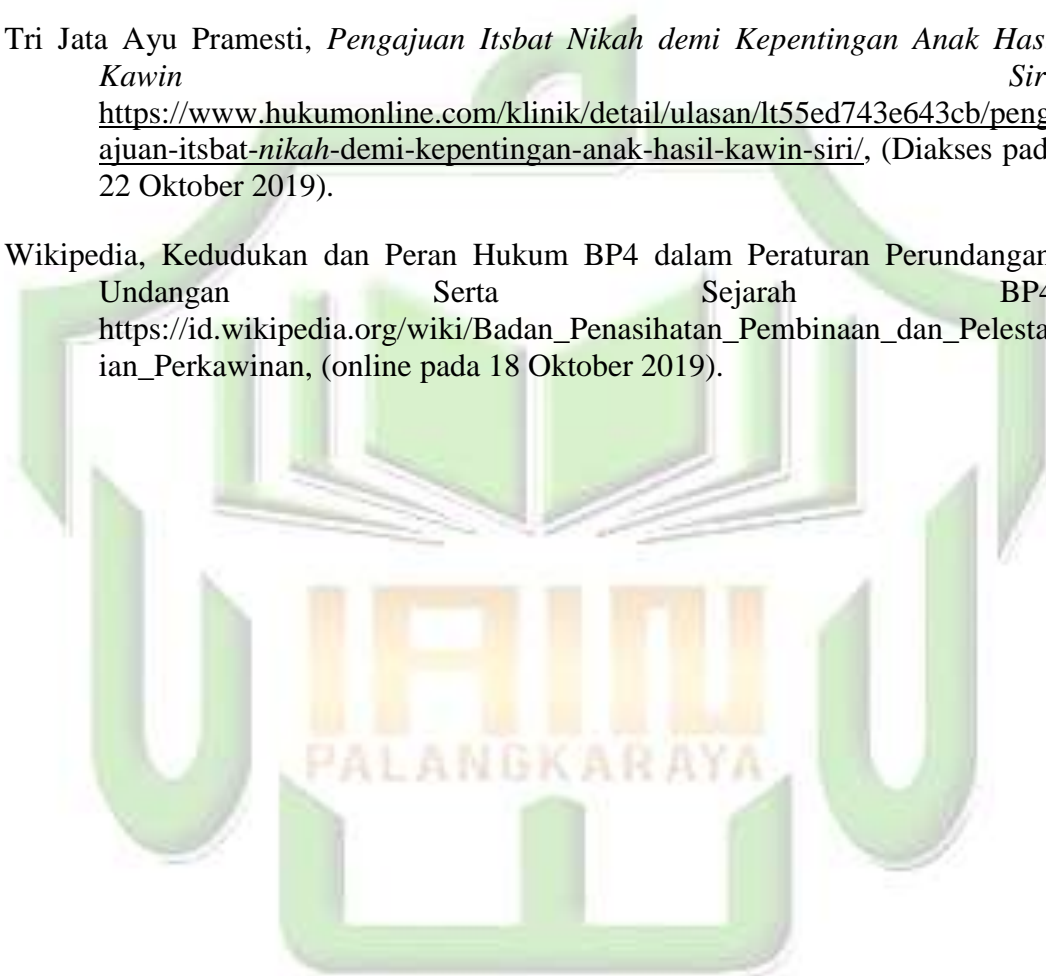 Tri Jata Ayu Pramesti, Pengajuan Itsbat Nikah demi Kepentingan Anak Has
Kawin Sir
https://www.hukumonline.com/klinik/detail/ulasan/lt55ed743e643cb/peng
ajuan-itsbat-nikah-demi-kepentingan-anak-hasil-kawin-siri/, (Diakses pad
22 Oktober 2019).
Wikipedia, Kedudukan dan Peran Hukum BP4 dalam Peraturan Perundangan
Undangan Serta Sejarah BP4
https://id.wikipedia.org/wiki/Badan_Penasihatan_Pembinaan_dan_Pelesta
ian_Perkawinan, (online pada 18 Oktober 2019).
IAIN
PALANGKARAYA